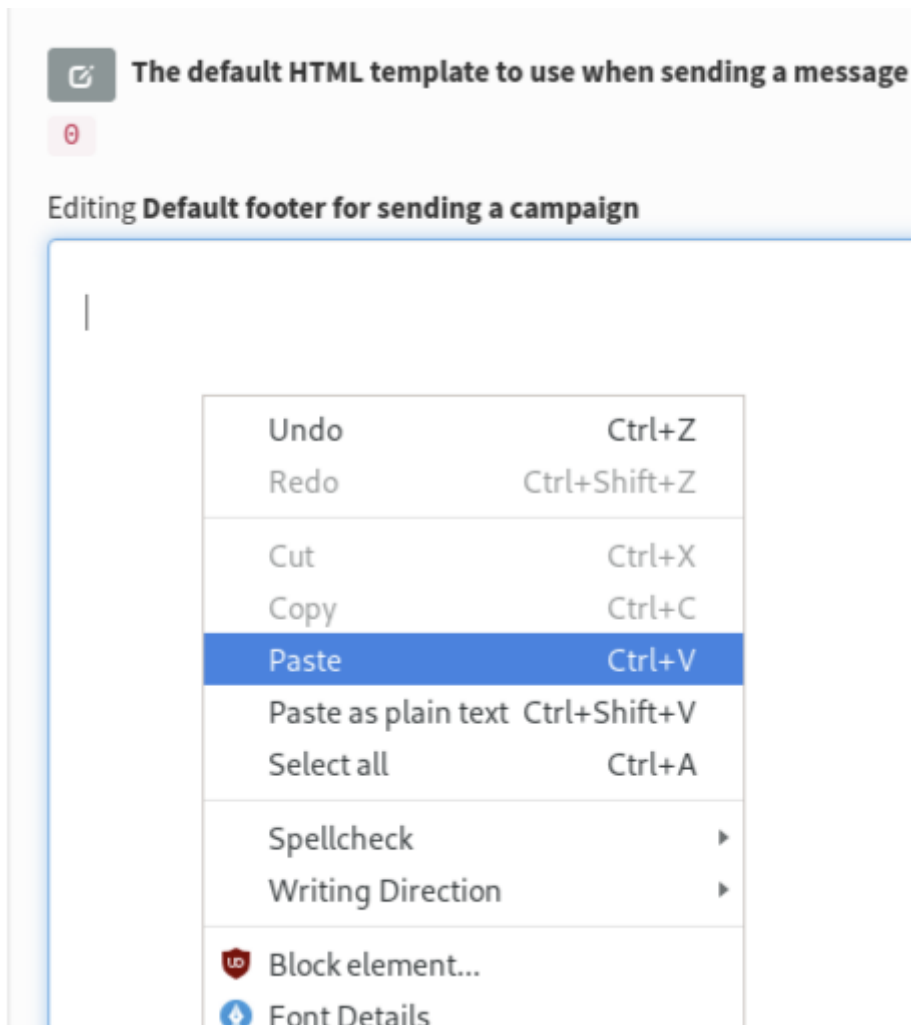 The default HTML template to use when sending a message
0
Editing Default footer for sending a campaign
Undo Ctrl+Z
Redo Ctrl+Shift+Z
Cut Ctrl+X
Copy Ctrl+C
Paste Ctrl+V
Paste as plain text Ctrl+Shift+V
Select all Ctrl+A
Spellcheck
Writing Direction
Block element...
Font Details